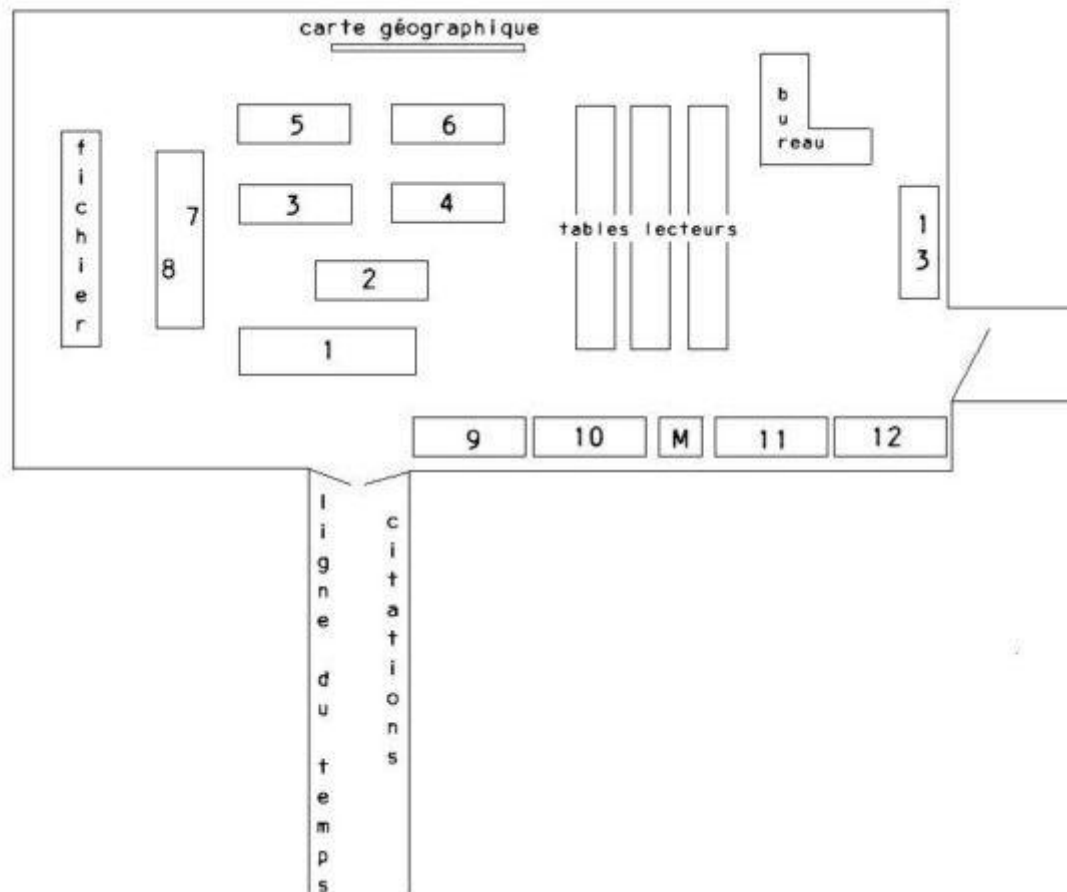 carte géographique
bureau
fichier
5
6
7
8
3
4
tables lecteurs
13
2
1
9
10
M
11
12
ligne du temps
citations